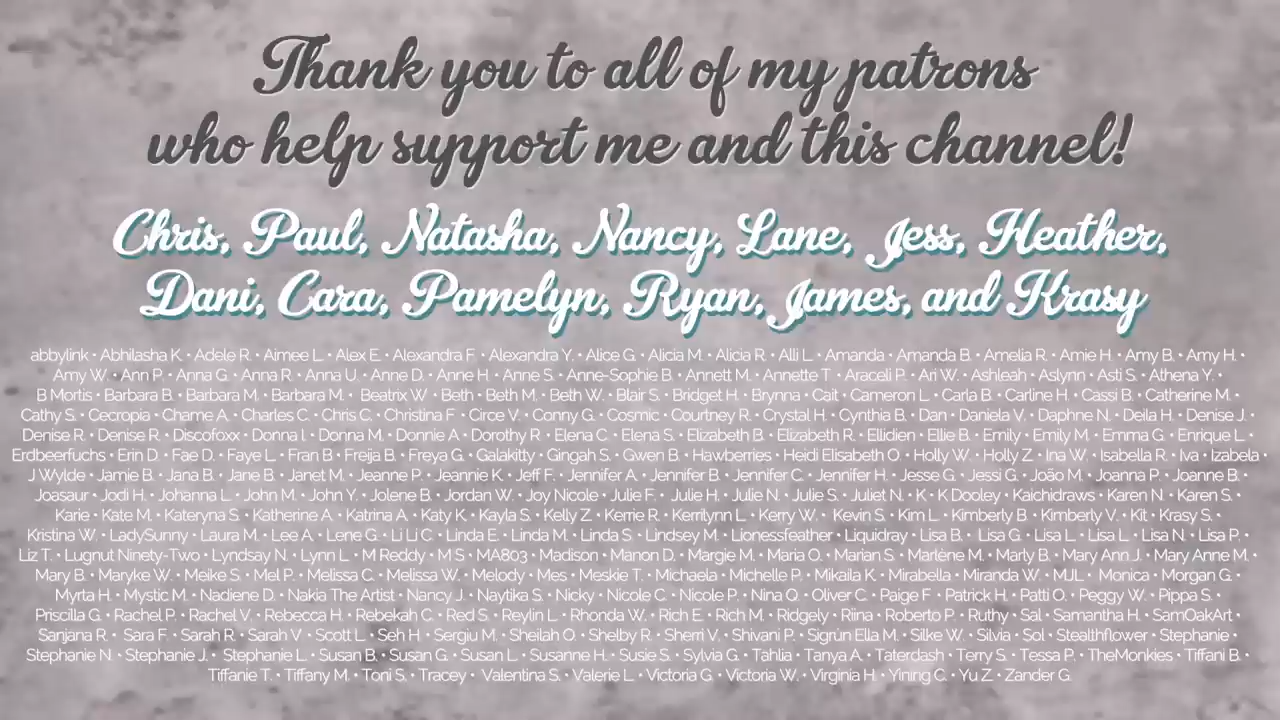 Thank you to all of my patrons
who help support me and this channel!
Chris, Paul, Natasha, Nancy, Lane, Jess, Heather,
Dani, Cara, Pamelyn, Ryan, James, and Krasy
abbylink • Abhilasha K. • Adele R. • Aimee L. • Alex E. • Alexandra F. • Alexandra Y. • Alice G. • Alicia M. • Alicia R. • Alli L. • Amanda • Amanda B. • Amelia R. • Amie H. • Amy B. • Amy H. •
Amy W. • Ann P. • Anna G. • Anna R. • Anna U. • Anne D. • Anne H. • Anne S. • Anne-Sophie B. • Annett M. • Annette T. • Araceli P. • Ari W. • Ashleah • Aslynn • Asti S. • Athena Y. •
B Mortis • Barbara B. • Barbara M. • Barbara M. • Beatrix W. • Beth • Beth M. • Beth W. • Blair S. • Bridget H. • Brynna • Cait • Cameron L. • Carla B. • Carline H. • Cassi B. • Catherine M. •
Cathy S. • Cecropia • Charne A. • Charles C. • Chris C. • Christina F. • Circe V. • Conny G. • Cosmic • Courtney R. • Crystal H. • Cynthia B. • Dan • Daniela V. • Daphne N. • Deila H. • Denise J. •
Denise R. • Denise R. • Discofoxx • Donna I. • Donna M. • Donnie A. • Dorothy R. • Elena C. • Elena S. • Elizabeth B. • Elizabeth R. • Ellidien • Ellie B. • Emily • Emily M. • Emma G. • Enrique L. •
Erdbeerfuchs • Erin D. • Fae D. • Faye L. • Fran B. • Freija B. • Freya G. • Galakitty • Gingah S. • Gwen B. • Hawberries • Heidi Elisabeth O. • Holly W. • Holly Z. • Ina W. • Isabella R. • Iva • Izabela •
J Wylde • Jamie B. • Jana B. • Jane B. • Janet M. • Jeanne P. • Jeannie K. • Jeff F. • Jennifer A. • Jennifer B. • Jennifer C. • Jennifer H. • Jesse G. • Jessi G. • João M. • Joanna P. • Joanne B. •
Joasaur • Jodi H. • Johanna L. • John M. • John Y. • Jolene B. • Jordan W. • Joy Nicole • Julie F. • Julie H. • Julie N. • Julie S. • Juliet N. • K • K Dooley • Kaichidraws • Karen N. • Karen S. •
Karie • Kate M. • Kateryna S. • Katherine A. • Katrina A. • Katy K. • Kayla S. • Kelly Z. • Kerrie R. • Kerrilynn L. • Kerry W. • Kevin S. • Kim L. • Kimberly B. • Kimberly V. • Kit • Krasy S. •
Kristina W. • LadySunny • Laura M. • Lee A. • Lene G. • Li Li C. • Linda E. • Linda M. • Linda S. • Lindsey M. • Lionessfeather • Liquidray • Lisa B. • Lisa G. • Lisa L. • Lisa L. • Lisa N. • Lisa P. •
Liz T. • Lugnut Ninety-Two • Lyndsay N. • Lynn L. • M Reddy • M S • MA803 • Madison • Manon D. • Margie M. • Maria O. • Marian S. • Marlène M. • Marty B. • Mary Ann J. • Mary Anne M. •
Mary B. • Maryke W. • Meike S. • Mel P. • Melissa C. • Melissa W. • Melody • Mes • Meskie T. • Michaela • Michelle P. • Mikaila K. • Mirabella • Miranda W. • MJL • Monica • Morgan G. •
Myrta H. • Mystic M. • Nadiene D. • Nakia The Artist • Nancy J. • Naytika S. • Nicky • Nicole C. • Nicole P. • Nina Q. • Oliver C. • Paige F. • Patrick H. • Patti O. • Peggy W. • Pippa S. •
Priscilla G. • Rachel P. • Rachel V. • Rebecca H. • Rebekah C. • Red S. • Reylin L. • Rhonda W. • Rich E. • Rich M. • Ridgely • Riina • Roberto P. • Ruthy • Sal • Samantha H. • SamOakArt •
Sanjana R. • Sara F. • Sarah R. • Sarah V. • Scott L. • Seh H. • Sergiu M. • Sheilah O. • Shelby R. • Sherri V. • Shivani P. • Sigrún Ella M. • Silke W. • Silvia • Sol • Stealthflower • Stephanie •
Stephanie N. • Stephanie J. • Stephanie L. • Susan B. • Susan G. • Susan L. • Susanne H. • Susie S. • Sylvia G. • Tahlia • Tanya A. • Taterdash • Terry S. • Tessa P. • TheMonkies • Tiffani B. •
Tiffanie T. • Tiffany M. • Toni S. • Tracey • Valentina S. • Valerie L. • Victoria G. • Victoria W. • Virginia H. • Yining C. • Yu Z. • Zander G.